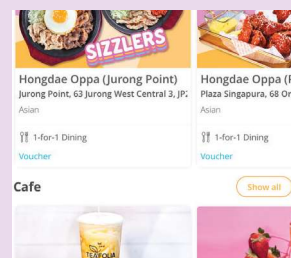 SIZZLERS
Hongdae Oppa (Jurong Point)
Jurong Point, 63 Jurong West Central 3, JP2
Asian
1-for-1 Dining
Voucher
Hongdae Oppa (
Plaza Singapura, 68 Or
Asian
1-for-1 Dining
Voucher
Cafe
Show all
TEAFOLIA